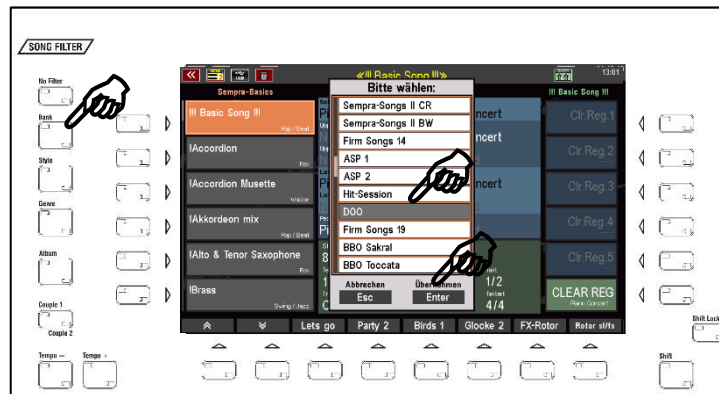 SONG FILTER
No Filter
Bank
Style
Genre
Album
Couple 1
Couple 2
Tempo –
Tempo +
13:01
Sempra-Basics
«!!! Basic Song !!!»
!!! Basic Song !!!
!!! Basic Song !!!
Pop / Beat
!Accordion
Fox
!Accordion Musette
Walzer
!Akkordeon mix
Pop / Beat
!Alto & Tenor Saxophone
Fox
!Brass
Swing / Jazz
Bitte wählen:
Sempra-Songs II CR
Sempra-Songs II BW
Firm Songs 14
ASP 1
ASP 2
Hit-Session
DOO
Firm Songs 19
BBO Sakral
BBO Toccata
Abbrechen
Esc
Übernehmen
Enter
ncert
ncert
ncert
1/2
4/4
Clr.Reg.1
Clr.Reg.2
Clr.Reg.3
Clr.Reg.4
Clr.Reg.5
CLEAR REG
Piano Concert
Lets go
Party 2
Birds 1
Glocke 2
FX-Rotor
Rotor sl/fs
Shift Lock
Shift